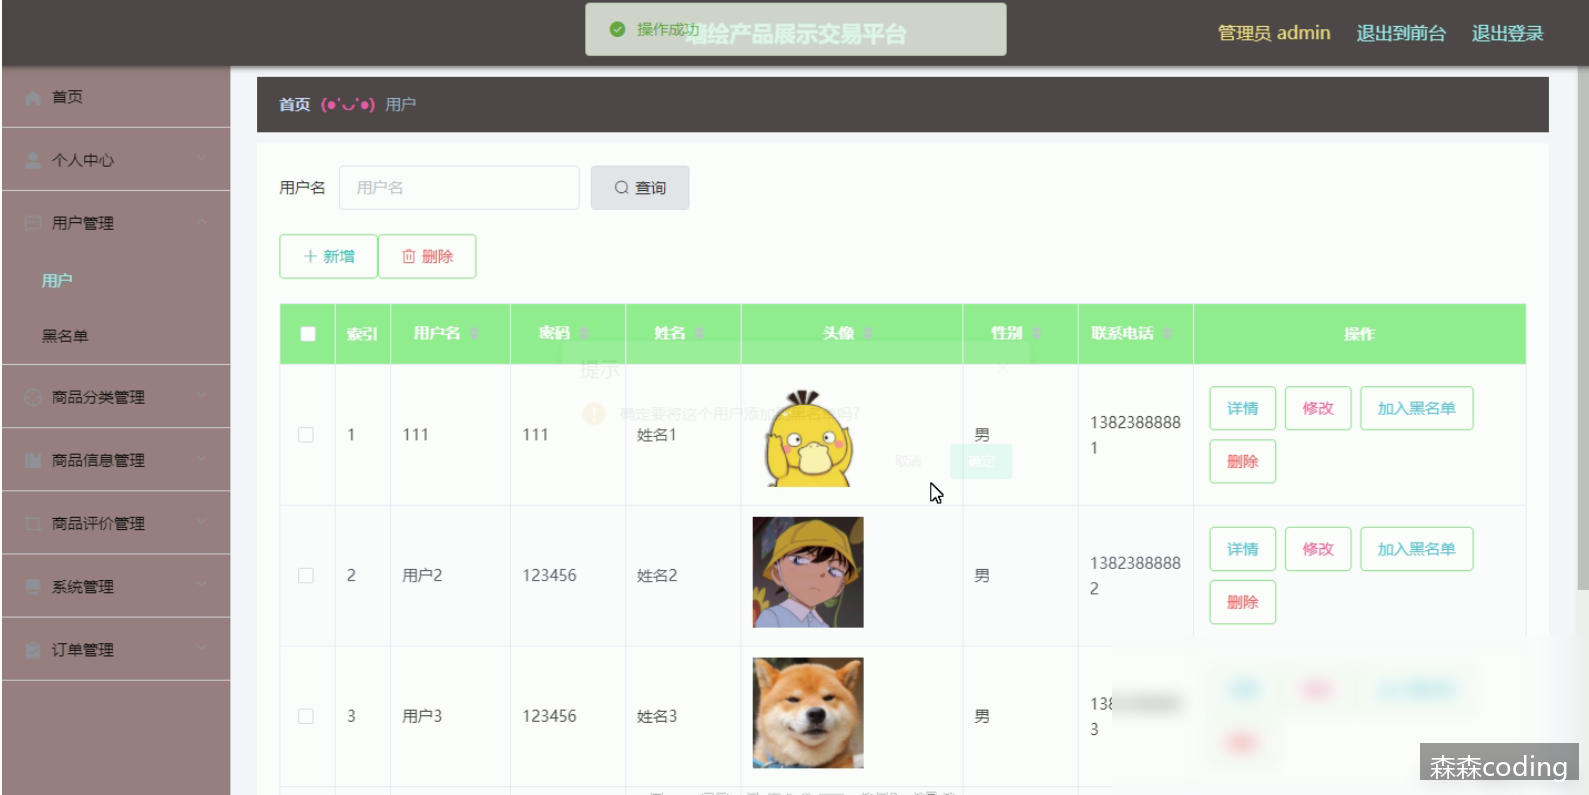 操作成功
墙绘产品展示交易平台
管理员 admin
退出到前台
退出登录
首页
个人中心
用户管理
用户
黑名单
商品分类管理
商品信息管理
商品评价管理
系统管理
订单管理
首页 (●'◡'●) 用户
用户名
用户名
查询
新增
删除
索引 用户名 密码 姓名 头像 性别 联系电话 操作
提示
确定要将这个用户添加到黑名单吗?
取消
确定
1 111 111 姓名1 男 13823888881 详情 修改 加入黑名单 删除
2 用户2 123456 姓名2 男 13823888882 详情 修改 加入黑名单 删除
3 用户3 123456 姓名3 男
森森coding